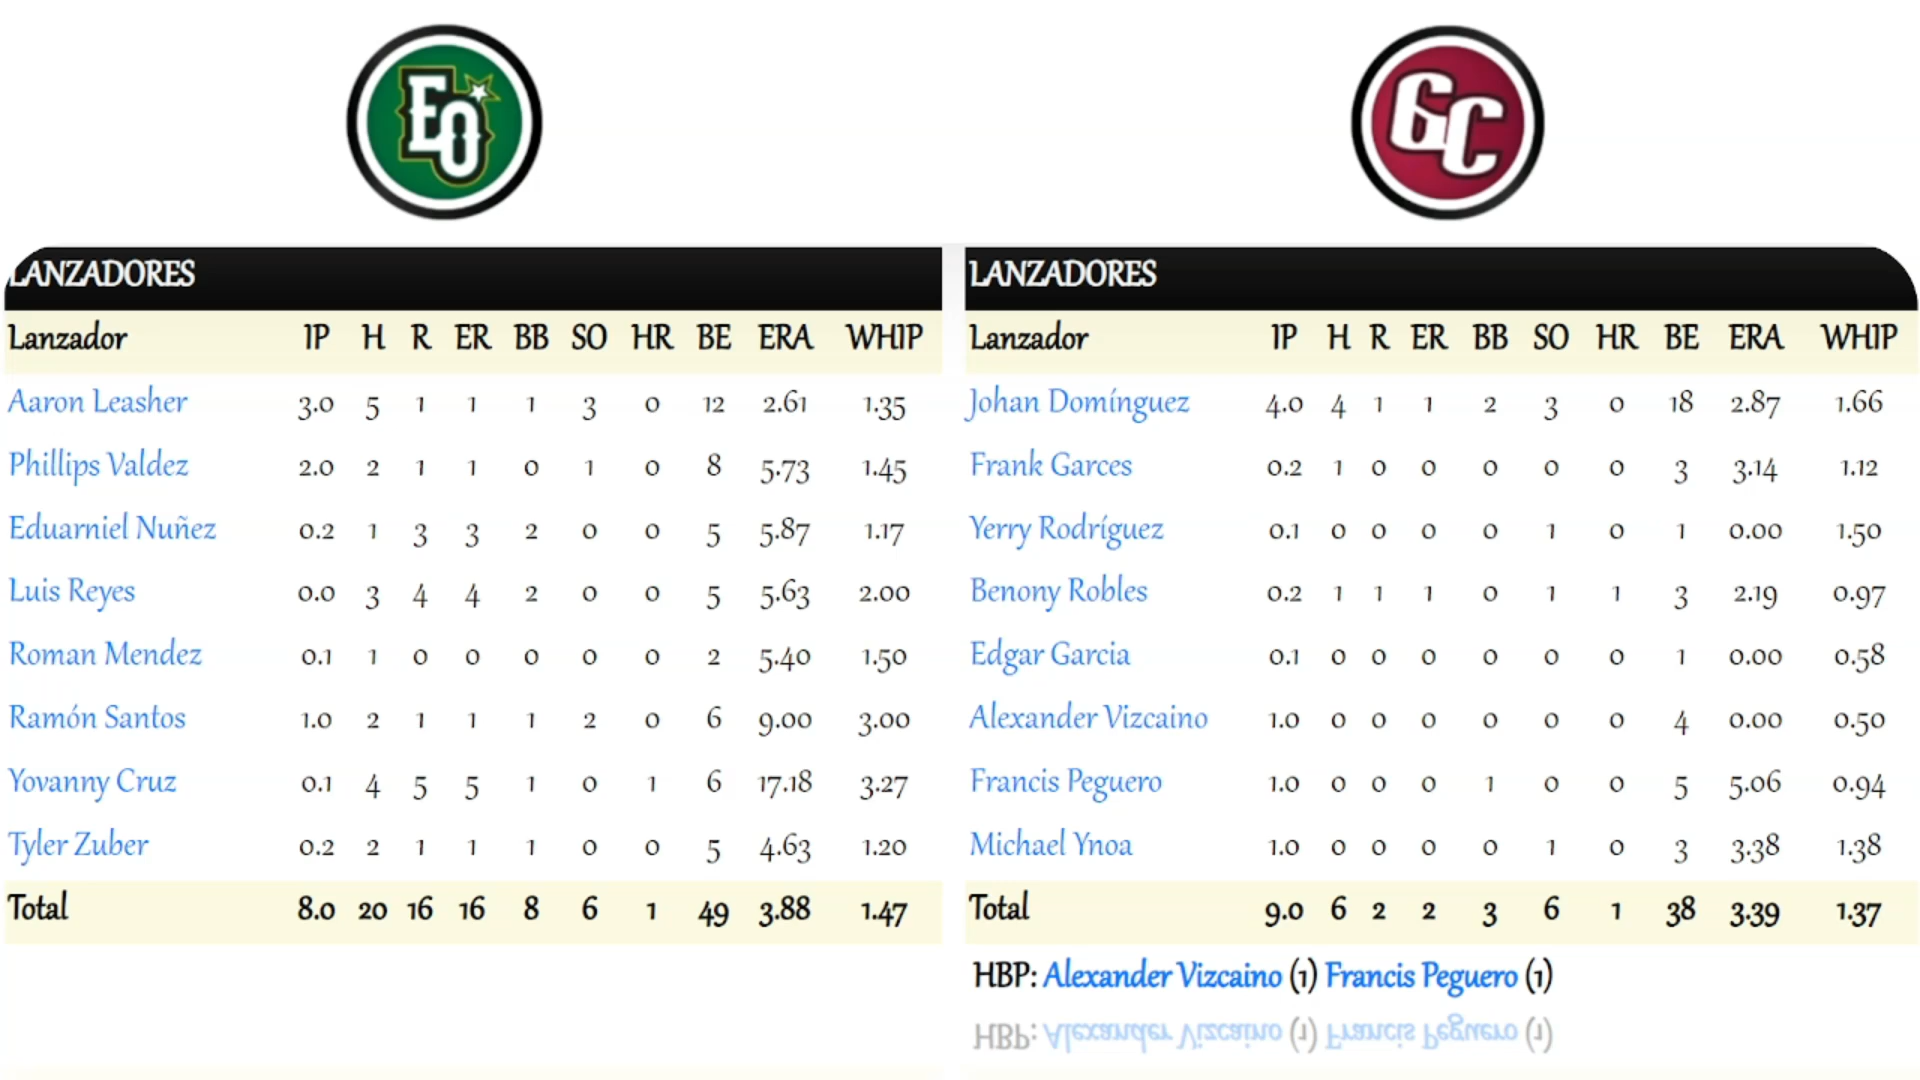 EO
GC
LANZADORES
Lanzador IP H R ER BB SO HR BE ERA WHIP
Aaron Leasher 3.0 5 1 1 1 3 0 12 2.61 1.35
Phillips Valdez 2.0 2 1 1 0 1 0 8 5.73 1.45
Eduarniel Nuñez 0.2 1 3 3 2 0 0 5 5.87 1.17
Luis Reyes 0.0 3 4 4 2 0 0 5 5.63 2.00
Roman Mendez 0.1 1 0 0 0 0 0 2 5.40 1.50
Ramón Santos 1.0 2 1 1 1 2 0 6 9.00 3.00
Yovanny Cruz 0.1 4 5 5 1 0 1 6 17.18 3.27
Tyler Zuber 0.2 2 1 1 1 0 0 5 4.63 1.20
Total 8.0 20 16 16 8 6 1 49 3.88 1.47
LANZADORES
Lanzador IP H R ER BB SO HR BE ERA WHIP
Johan Domínguez 4.0 4 1 1 2 3 0 18 2.87 1.66
Frank Garces 0.2 1 0 0 0 0 0 3 3.14 1.12
Yerry Rodríguez 0.1 0 0 0 0 1 0 1 0.00 1.50
Benony Robles 0.2 1 1 1 0 1 1 3 2.19 0.97
Edgar Garcia 0.1 0 0 0 0 0 0 1 0.00 0.58
Alexander Vizcaino 1.0 0 0 0 0 0 0 4 0.00 0.50
Francis Peguero 1.0 0 0 0 1 0 0 5 5.06 0.94
Michael Ynoa 1.0 0 0 0 0 1 0 3 3.38 1.38
Total 9.0 6 2 2 3 6 1 38 3.39 1.37
HBP: Alexander Vizcaino (1) Francis Peguero (1)